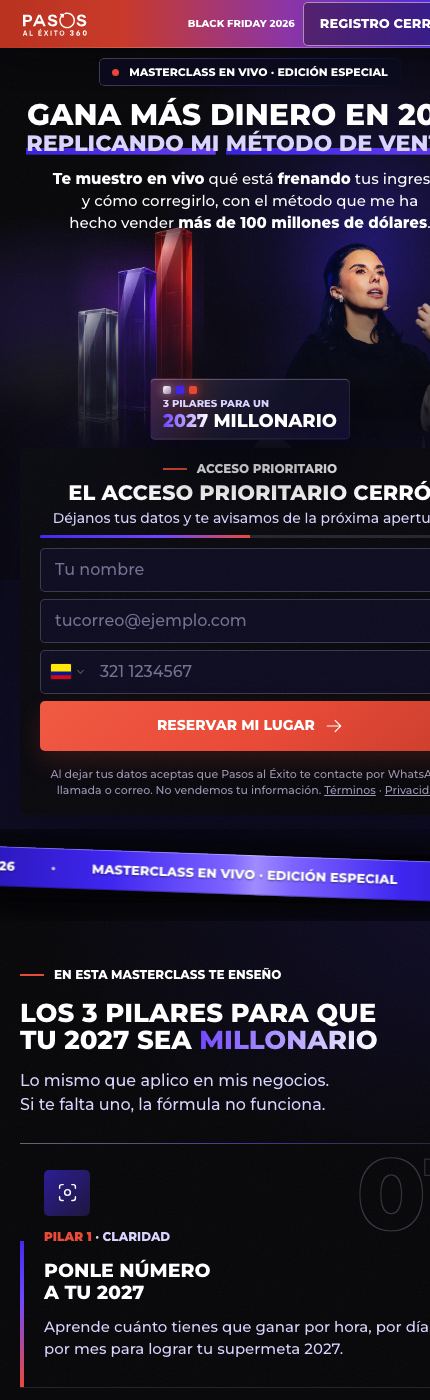 PASOS
AL ÉXITO 360
BLACK FRIDAY 2026
REGISTRO CERR
MASTERCLASS EN VIVO · EDICIÓN ESPECIAL
GANA MÁS DINERO EN 20
REPLICANDO MI MÉTODO DE VEN
Te muestro en vivo qué está frenando tus ingres
y cómo corregirlo, con el método que me ha
hecho vender más de 100 millones de dólares.
3 PILARES PARA UN
2027 MILLONARIO
ACCESO PRIORITARIO
EL ACCESO PRIORITARIO CERRÓ
Déjanos tus datos y te avisamos de la próxima apertu
Tu nombre
tucorreo@ejemplo.com
321 1234567
RESERVAR MI LUGAR →
Al dejar tus datos aceptas que Pasos al Éxito te contacte por WhatsA
llamada o correo. No vendemos tu información. Términos · Privacid
26 • MASTERCLASS EN VIVO · EDICIÓN ESPECIAL
EN ESTA MASTERCLASS TE ENSEÑO
LOS 3 PILARES PARA QUE
TU 2027 SEA MILLONARIO
Lo mismo que aplico en mis negocios.
Si te falta uno, la fórmula no funciona.
01
PILAR 1 · CLARIDAD
PONLE NÚMERO
A TU 2027
Aprende cuánto tienes que ganar por hora, por día
por mes para lograr tu supermeta 2027.